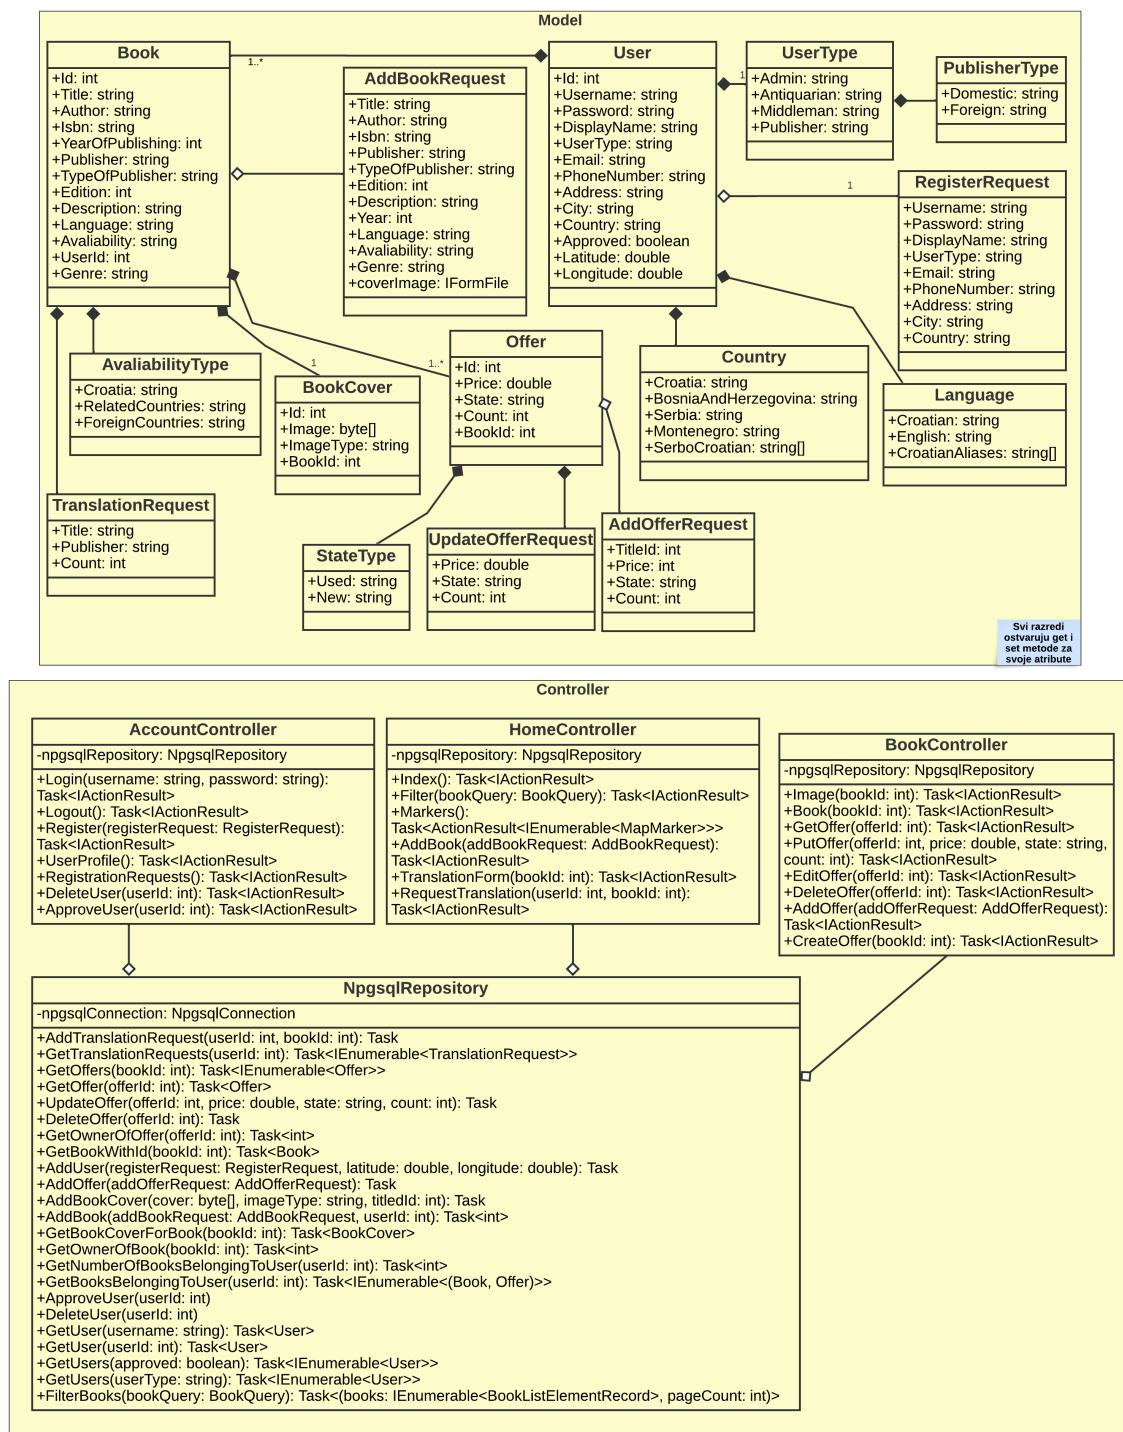 Model
Book
+Id: int
+Title: string
+Author: string
+Isbn: string
+YearOfPublishing: int
+Publisher: string
+TypeOfPublisher: string
+Edition: int
+Description: string
+Language: string
+Avaliability: string
+UserId: int
+Genre: string
1..*
AddBookRequest
+Title: string
+Author: string
+Isbn: string
+Publisher: string
+TypeOfPublisher: string
+Edition: int
+Description: string
+Year: int
+Language: string
+Avaliability: string
+Genre: string
+coverImage: IFormFile
User
+Id: int
+Username: string
+Password: string
+DisplayName: string
+UserType: string
+Email: string
+PhoneNumber: string
+Address: string
+City: string
+Country: string
+Approved: boolean
+Latitude: double
+Longitude: double
1
UserType
+Admin: string
+Antiquarian: string
+Middleman: string
+Publisher: string
PublisherType
+Domestic: string
+Foreign: string
1
RegisterRequest
+Username: string
+Password: string
+DisplayName: string
+UserType: string
+Email: string
+PhoneNumber: string
+Address: string
+City: string
+Country: string
AvaliabilityType
+Croatia: string
+RelatedCountries: string
+ForeignCountries: string
1
BookCover
+Id: int
+Image: byte[]
+ImageType: string
+BookId: int
1..*
Offer
+Id: int
+Price: double
+State: string
+Count: int
+BookId: int
Country
+Croatia: string
+BosniaAndHerzegovina: string
+Serbia: string
+Montenegro: string
+SerboCroatian: string[]
Language
+Croatian: string
+English: string
+CroatianAliases: string[]
TranslationRequest
+Title: string
+Publisher: string
+Count: int
StateType
+Used: string
+New: string
UpdateOfferRequest
+Price: double
+State: string
+Count: int
AddOfferRequest
+TitleId: int
+Price: int
+State: string
+Count: int
Svi razredi
ostvaruju get i
set metode za
svoje atribute
Controller
AccountController
-npgsqlRepository: NpgsqlRepository
+Login(username: string, password: string):
Task<IActionResult>
+Logout(): Task<IActionResult>
+Register(registerRequest: RegisterRequest):
Task<IActionResult>
+UserProfile(): Task<IActionResult>
+RegistrationRequests(): Task<IActionResult>
+DeleteUser(userId: int): Task<IActionResult>
+ApproveUser(userId: int): Task<IActionResult>
HomeController
-npgsqlRepository: NpgsqlRepository
+Index(): Task<IActionResult>
+Filter(bookQuery: BookQuery): Task<IActionResult>
+Markers():
Task<ActionResult<IEnumerable<MapMarker>>>
+AddBook(addBookRequest: AddBookRequest):
Task<IActionResult>
+TranslationForm(bookId: int): Task<IActionResult>
+RequestTranslation(userId: int, bookId: int):
Task<IActionResult>
BookController
-npgsqlRepository: NpgsqlRepository
+Image(bookId: int): Task<IActionResult>
+Book(bookId: int): Task<IActionResult>
+GetOffer(offerId: int): Task<IActionResult>
+PutOffer(offerId: int, price: double, state: string,
count: int): Task<IActionResult>
+EditOffer(offerId: int): Task<IActionResult>
+DeleteOffer(offerId: int): Task<IActionResult>
+AddOffer(addOfferRequest: AddOfferRequest):
Task<IActionResult>
+CreateOffer(bookId: int): Task<IActionResult>
NpgsqlRepository
-npgsqlConnection: NpgsqlConnection
+AddTranslationRequest(userId: int, bookId: int): Task
+GetTranslationRequests(userId: int): Task<IEnumerable<TranslationRequest>>
+GetOffers(bookId: int): Task<IEnumerable<Offer>>
+GetOffer(offerId: int): Task<Offer>
+UpdateOffer(offerId: int, price: double, state: string, count: int): Task
+DeleteOffer(offerId: int): Task
+GetOwnerOfOffer(offerId: int): Task<int>
+GetBookWithId(bookId: int): Task<Book>
+AddUser(registerRequest: RegisterRequest, latitude: double, longitude: double): Task
+AddOffer(addOfferRequest: AddOfferRequest): Task
+AddBookCover(cover: byte[], imageType: string, titledId: int): Task
+AddBook(addBookRequest: AddBookRequest, userId: int): Task<int>
+GetBookCoverForBook(bookId: int): Task<BookCover>
+GetOwnerOfBook(bookId: int): Task<int>
+GetNumberOfBooksBelongingToUser(userId: int): Task<int>
+GetBooksBelongingToUser(userId: int): Task<IEnumerable<(Book, Offer)>>
+ApproveUser(userId: int)
+DeleteUser(userId: int)
+GetUser(username: string): Task<User>
+GetUser(userId: int): Task<User>
+GetUsers(approved: boolean): Task<IEnumerable<User>>
+GetUsers(userType: string): Task<IEnumerable<User>>
+FilterBooks(bookQuery: BookQuery): Task<(books: IEnumerable<BookListElementRecord>, pageCount: int)>